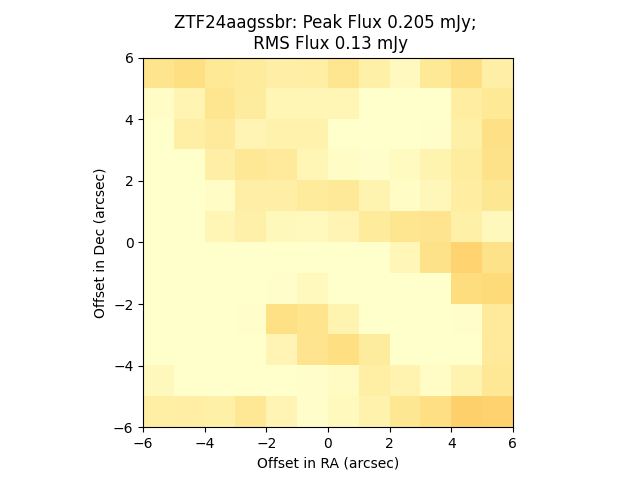 ZTF24aagssbr: Peak Flux 0.205 mJy;
RMS Flux 0.13 mJy
6
4
2
0
−2
−4
−6
Offset in Dec (arcsec)
−6 −4 −2 0 2 4 6
Offset in RA (arcsec)